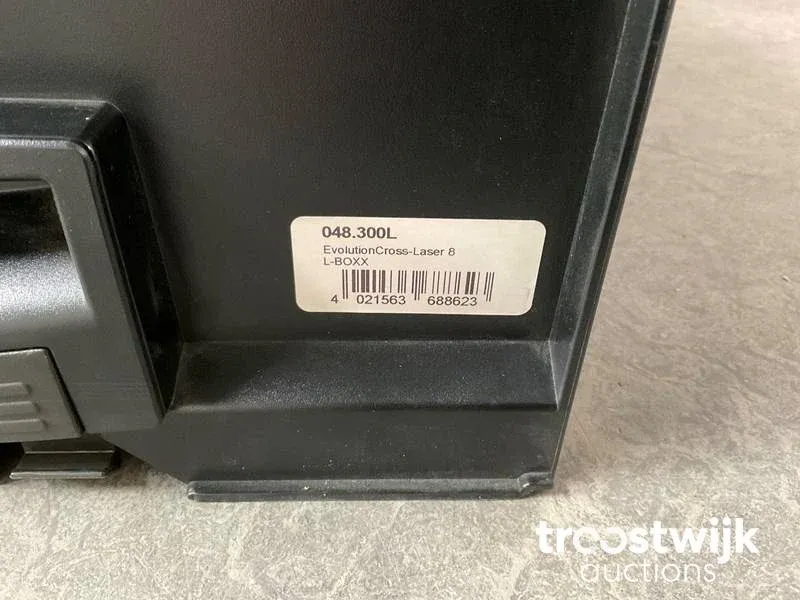 048.300L
EvolutionCross-Laser 8
L-BOXX
4 021563 688623
troostwijk
auctions